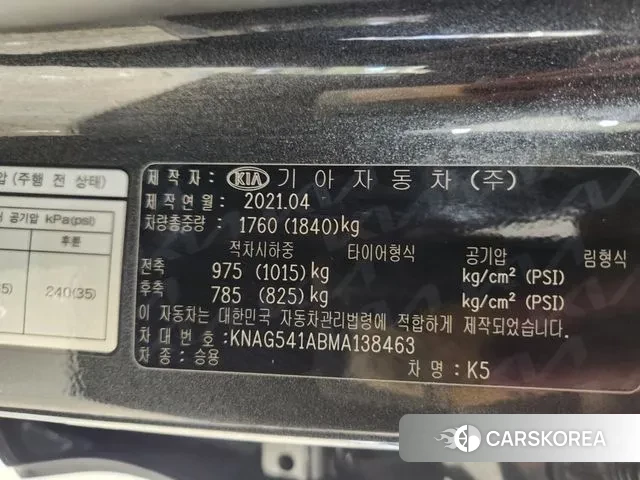 압 (주행 전 상태)
공기압 kPa(psi)
후륜
5)
240(35)
제 작 자 : KIA 기 아 자 동 차 (주)
제작연월 : 2021.04
차량총중량 : 1760 (1840)kg
적차시하중 타이어형식 공기압 림형식
전축 : 975 (1015)kg kg/cm² (PSI)
후축 : 785 (825)kg kg/cm² (PSI)
이 자동차는 대한민국 자동차관리법령에 적합하게 제작되었습니다.
차 대 번 호 : KNAG541ABMA138463
차 종 : 승용 차 명 : K5
CARSKOREA